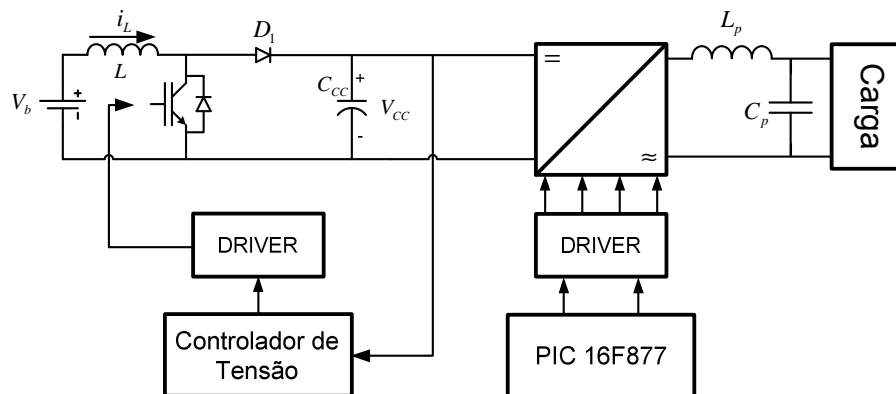 i_L
D_1
L_p
L
V_b
C_CC
V_CC
=
≈
C_p
Carga
+
-
+
-
DRIVER
DRIVER
Controlador de
Tensão
PIC 16F877